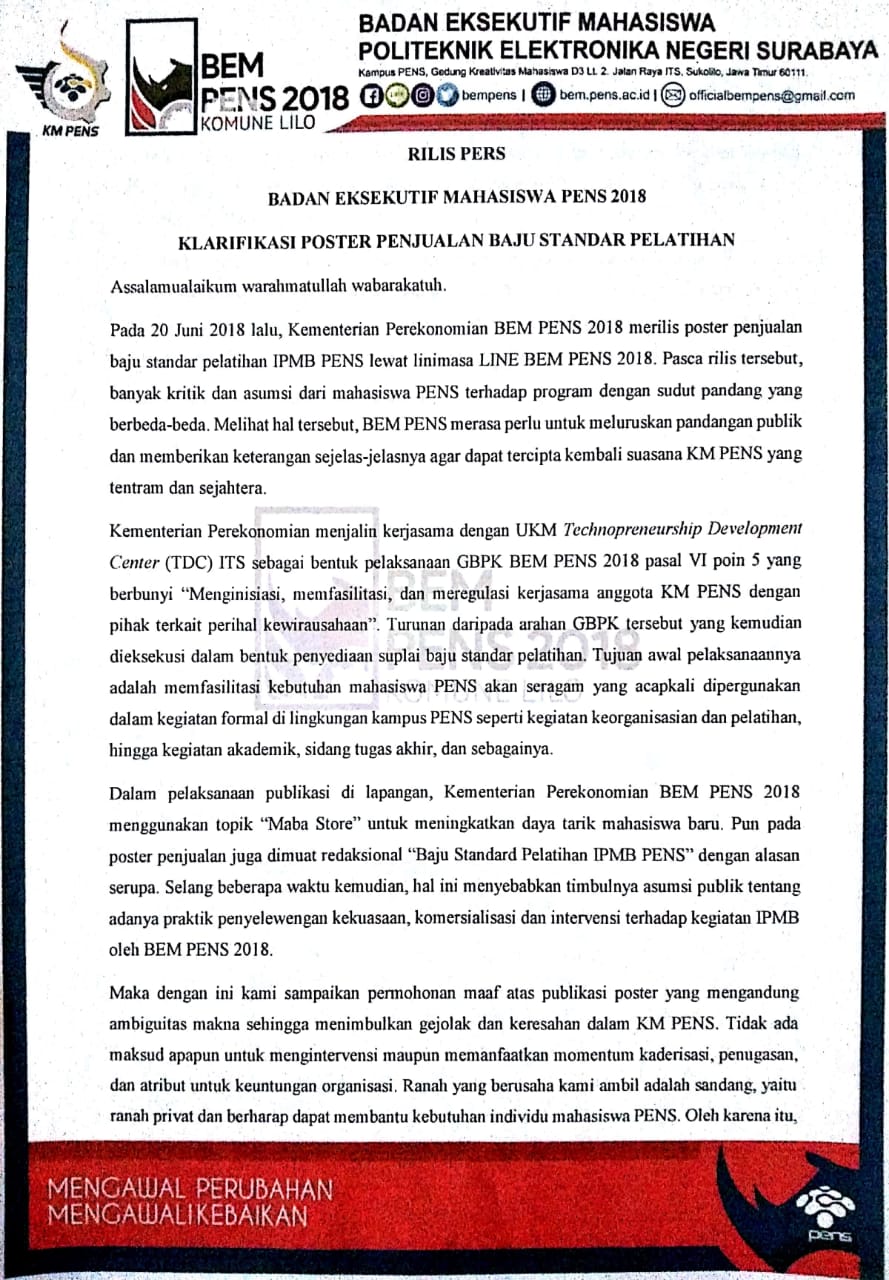 BADAN EKSEKUTIF MAHASISWA
POLITEKNIK ELEKTRONIKA NEGERI SURABAYA
Kampus PENS, Gedung Kreativitas Mahasiswa D3 Lt. 2. Jalan Raya ITS, Sukolilo, Jawa Timur 60111.
bempens | bem.pens.ac.id | officialbempens@gmail.com
KM PENS
BEM
PENS 2018
KOMUNE LILO
RILIS PERS
BADAN EKSEKUTIF MAHASISWA PENS 2018
KLARIFIKASI POSTER PENJUALAN BAJU STANDAR PELATIHAN
Assalamualaikum warahmatullah wabarakatuh.
Pada 20 Juni 2018 lalu, Kementerian Perekonomian BEM PENS 2018 merilis poster penjualan
baju standar pelatihan IPMB PENS lewat linimasa LINE BEM PENS 2018. Pasca rilis tersebut,
banyak kritik dan asumsi dari mahasiswa PENS terhadap program dengan sudut pandang yang
berbeda-beda. Melihat hal tersebut, BEM PENS merasa perlu untuk meluruskan pandangan publik
dan memberikan keterangan sejelas-jelasnya agar dapat tercipta kembali suasana KM PENS yang
tentram dan sejahtera.
Kementerian Perekonomian menjalin kerjasama dengan UKM Technopreneurship Development
Center (TDC) ITS sebagai bentuk pelaksanaan GBPK BEM PENS 2018 pasal VI poin 5 yang
berbunyi “Menginisiasi, memfasilitasi, dan meregulasi kerjasama anggota KM PENS dengan
pihak terkait perihal kewirausahaan”. Turunan daripada arahan GBPK tersebut yang kemudian
dieksekusi dalam bentuk penyediaan suplai baju standar pelatihan. Tujuan awal pelaksanaannya
adalah memfasilitasi kebutuhan mahasiswa PENS akan seragam yang acapkali dipergunakan
dalam kegiatan formal di lingkungan kampus PENS seperti kegiatan keorganisasian dan pelatihan,
hingga kegiatan akademik, sidang tugas akhir, dan sebagainya.
BEM
PENS 2018
KOMUNE LILO
Dalam pelaksanaan publikasi di lapangan, Kementerian Perekonomian BEM PENS 2018
menggunakan topik “Maba Store” untuk meningkatkan daya tarik mahasiswa baru. Pun pada
poster penjualan juga dimuat redaksional “Baju Standard Pelatihan IPMB PENS” dengan alasan
serupa. Selang beberapa waktu kemudian, hal ini menyebabkan timbulnya asumsi publik tentang
adanya praktik penyelewengan kekuasaan, komersialisasi dan intervensi terhadap kegiatan IPMB
oleh BEM PENS 2018.
Maka dengan ini kami sampaikan permohonan maaf atas publikasi poster yang mengandung
ambiguitas makna sehingga menimbulkan gejolak dan keresahan dalam KM PENS. Tidak ada
maksud apapun untuk mengintervensi maupun memanfaatkan momentum kaderisasi, penugasan,
dan atribut untuk keuntungan organisasi. Ranah yang berusaha kami ambil adalah sandang, yaitu
ranah privat dan berharap dapat membantu kebutuhan individu mahasiswa PENS. Oleh karena itu,
MENGAWAL PERUBAHAN
MENGAWALI KEBAIKAN
pens